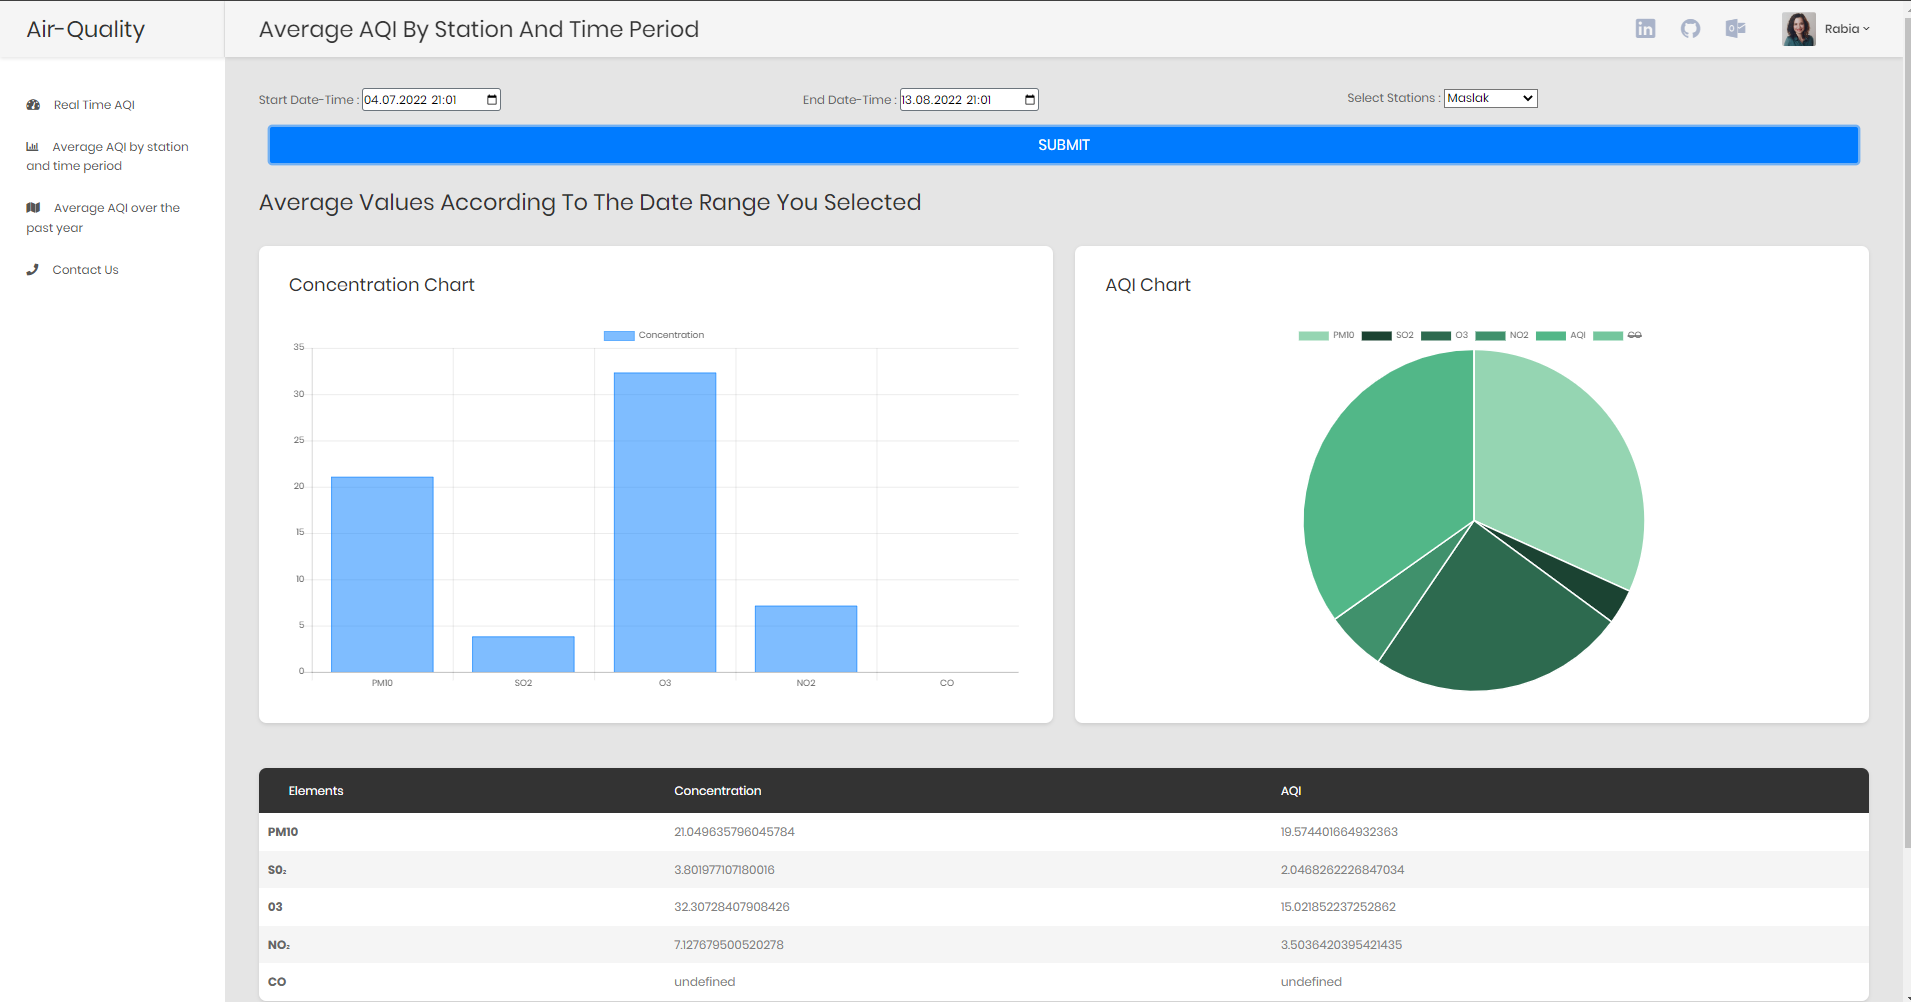 Air-Quality
Average AQI By Station And Time Period
Rabia
Real Time AQI
Average AQI by station
and time period
Average AQI over the
past year
Contact Us
Start Date-Time : 04.07.2022 21:01
End Date-Time : 13.08.2022 21:01
Select Stations : Maslak
SUBMIT
Average Values According To The Date Range You Selected
Concentration Chart
Concentration
35
30
25
20
15
10
5
0
PM10 SO2 O3 NO2 CO
AQI Chart
PM10 SO2 O3 NO2 AQI CO
Elements Concentration AQI
PM10 21.049635796045784 19.574401664932363
S0₂ 3.801977107180016 2.0468262226847034
03 32.30728407908426 15.021852237252862
NO₂ 7.127679500520278 3.5036420395421435
CO undefined undefined